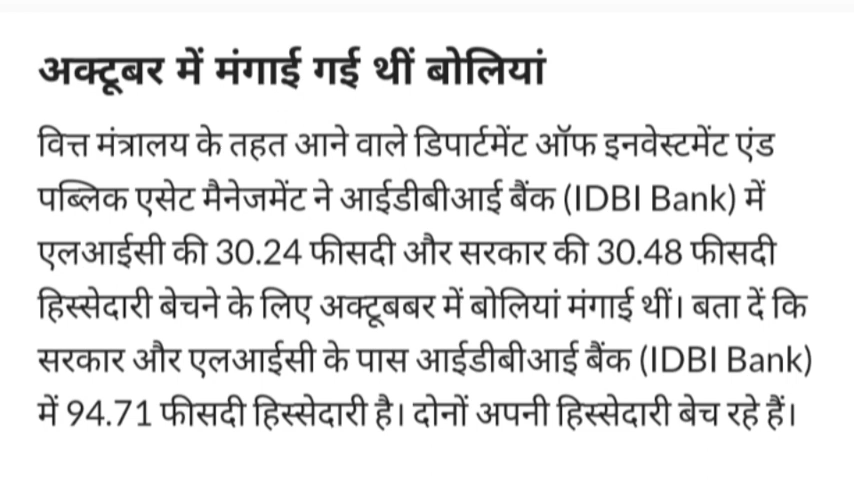 अक्टूबर में मंगाई गई थीं बोलियां
वित्त मंत्रालय के तहत आने वाले डिपार्टमेंट ऑफ इनवेस्टमेंट एंड
पब्लिक एसेट मैनेजमेंट ने आईडीबीआई बैंक (IDBI Bank) में
एलआईसी की 30.24 फीसदी और सरकार की 30.48 फीसदी
हिस्सेदारी बेचने के लिए अक्टूबबर में बोलियां मंगाई थीं। बता दें कि
सरकार और एलआईसी के पास आईडीबीआई बैंक (IDBI Bank)
में 94.71 फीसदी हिस्सेदारी है। दोनों अपनी हिस्सेदारी बेच रहे हैं।